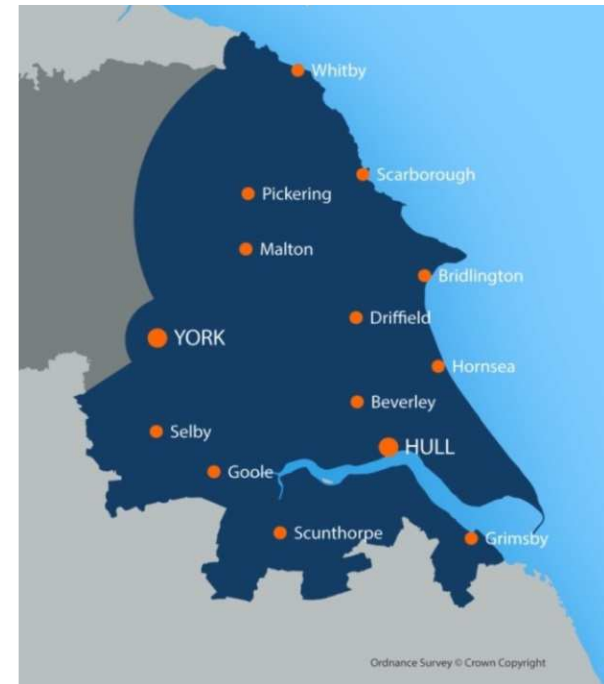 Whitby
Scarborough
Pickering
Malton
Bridlington
Driffield
YORK
Hornsea
Beverley
Selby
HULL
Goole
Scunthorpe
Grimsby
Ordnance Survey © Crown Copyright